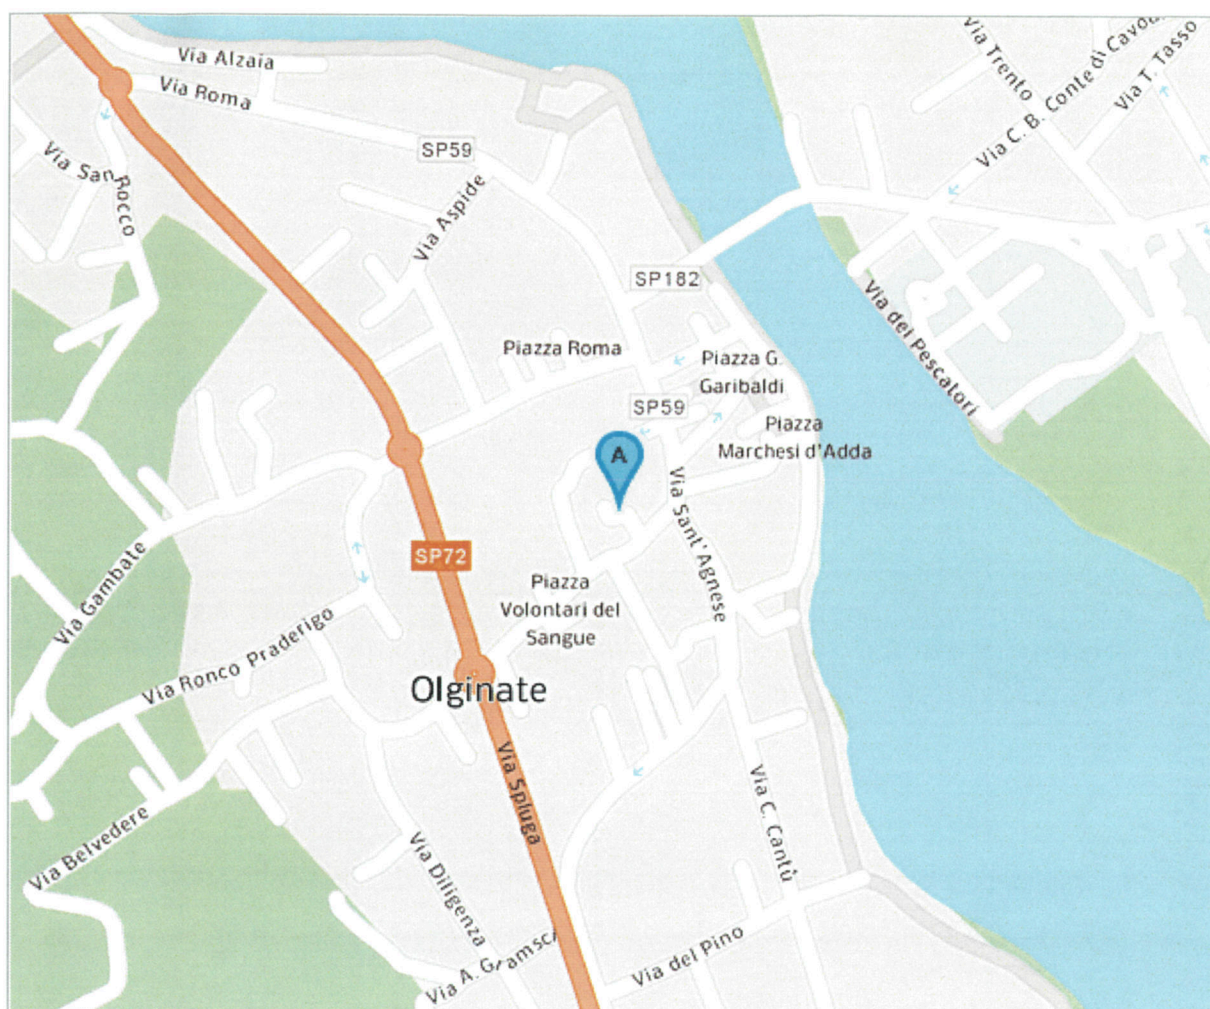 Via Alzaia
Via Roma
Via Trento
Via C. B. Conte di Cavou
Via T. Tasso
Via San Rocco
SP59
Via Aspide
SP182
Via dei Pescatori
Piazza Roma
Piazza G.
Garibaldi
SP59
Piazza
Marchesi d'Adda
A
Via Sant'Agnese
SP72
Via Gambate
Piazza
Volontari del
Sangue
Via Ronco Praderigo
Olginate
Via Spluga
Via C. Cantù
Via Belvedere
Via Diligenza
Via A. Gramsci
Via del Pino